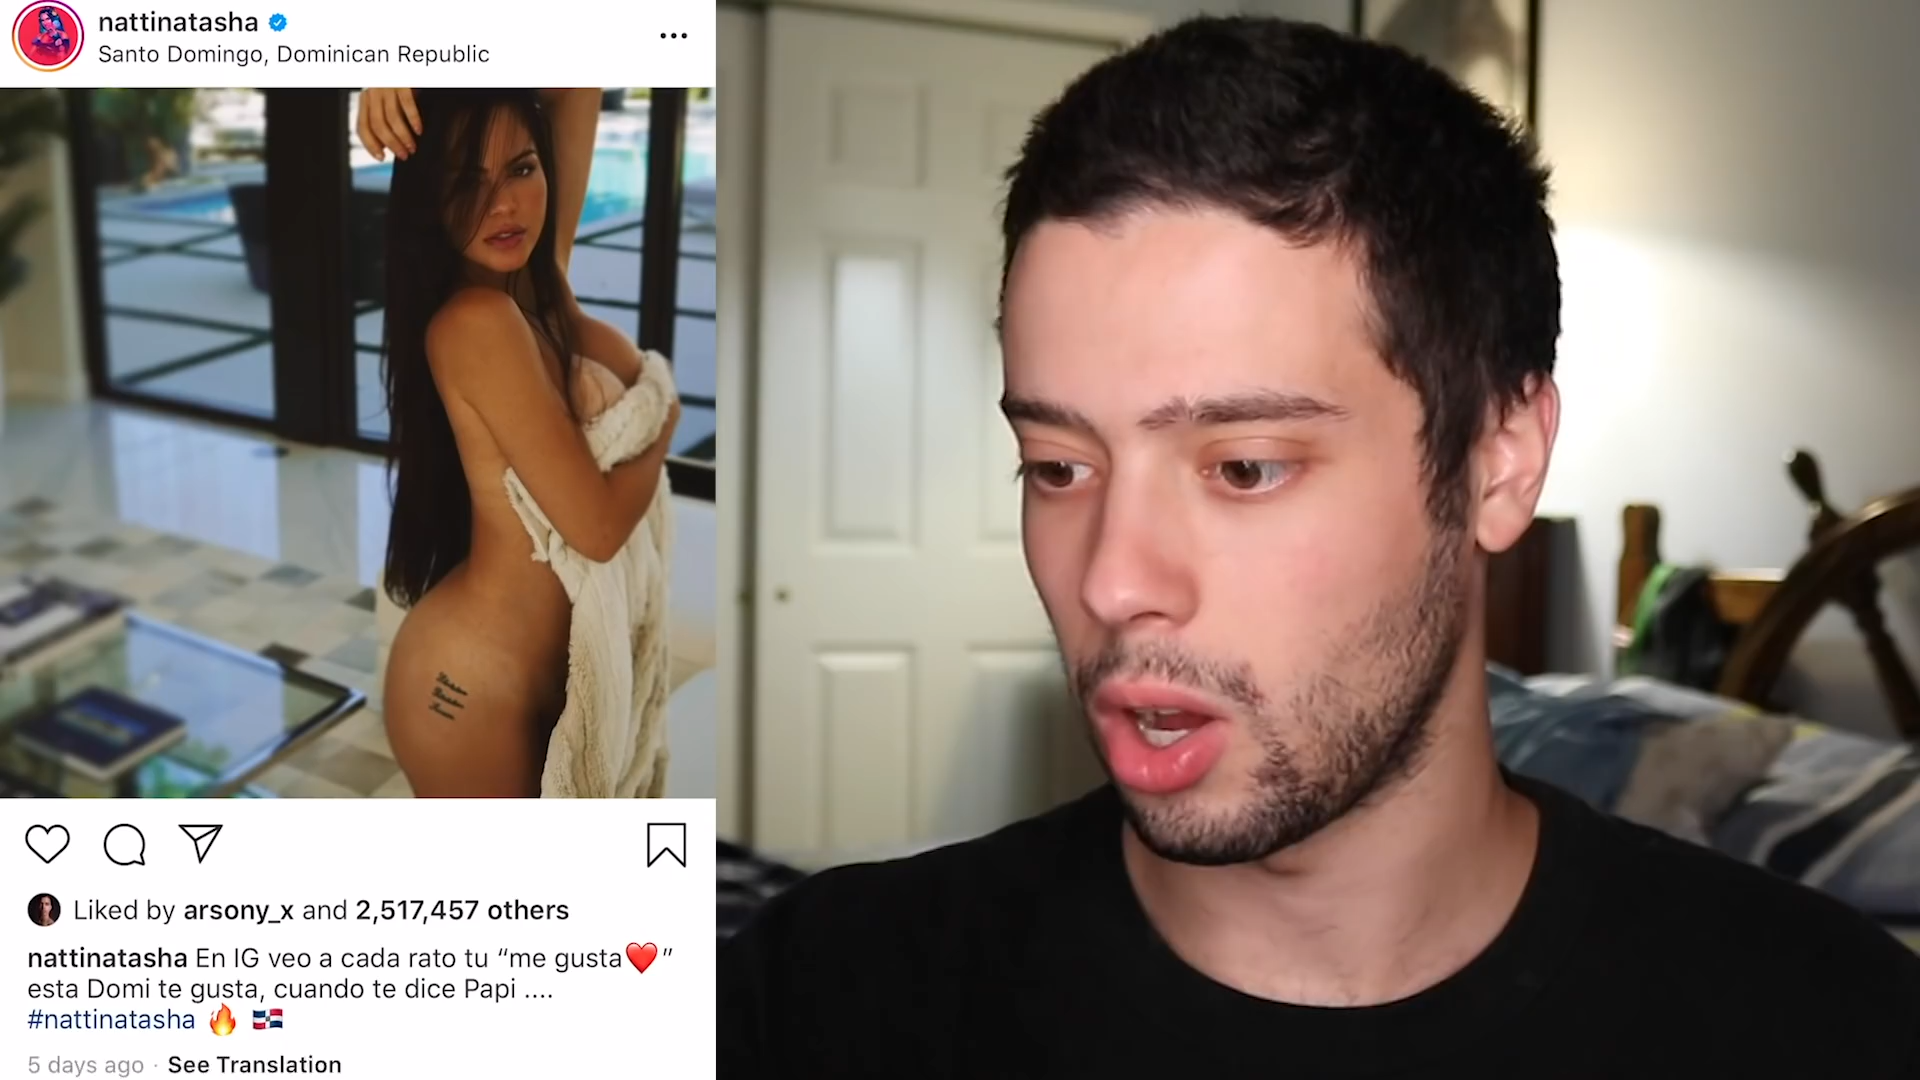 nattinatasha
Santo Domingo, Dominican Republic
Liked by arsony_x and 2,517,457 others
nattinatasha En IG veo a cada rato tu “me gusta❤️”
esta Domi te gusta, cuando te dice Papi ....
#nattinatasha 🔥 🇩🇴
5 days ago · See Translation